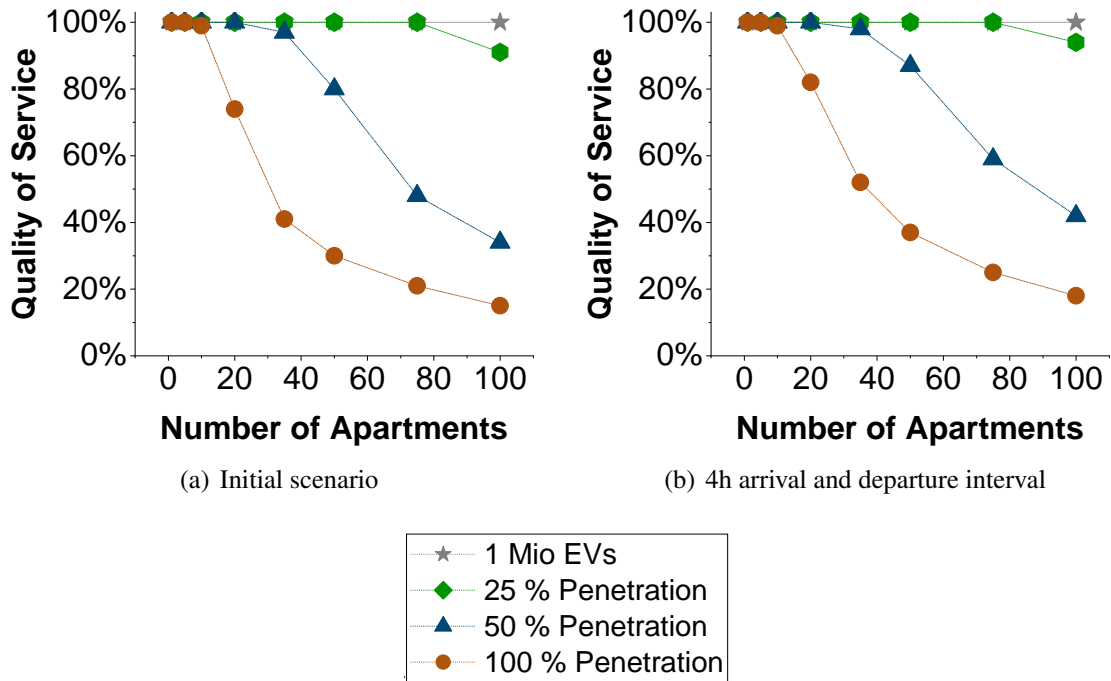 Quality of Service
100%
80%
60%
40%
20%
0%
0 20 40 60 80 100
Number of Apartments
(a) Initial scenario
Quality of Service
100%
80%
60%
40%
20%
0%
0 20 40 60 80 100
Number of Apartments
(b) 4h arrival and departure interval
1 Mio EVs
25 % Penetration
50 % Penetration
100 % Penetration